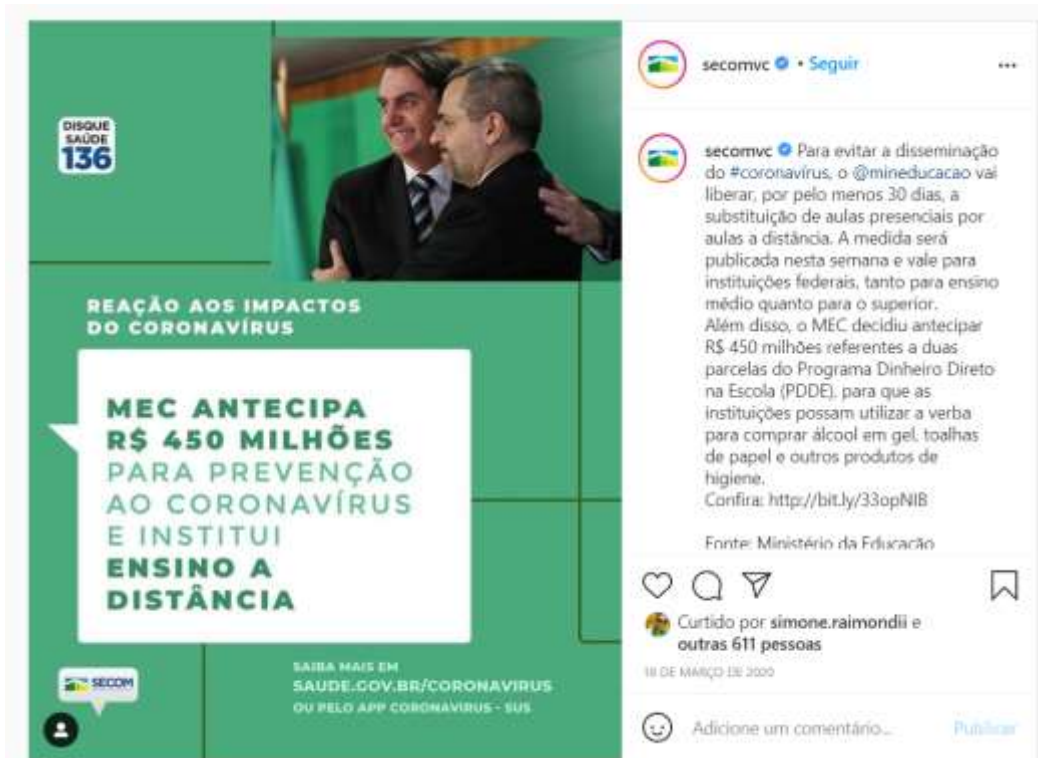 DISQUE
SAÚDE
136
REAÇÃO AOS IMPACTOS
DO CORONAVÍRUS
MEC ANTECIPA
R$ 450 MILHÕES
PARA PREVENÇÃO
AO CORONAVÍRUS
E INSTITUI
ENSINO A
DISTÂNCIA
SECOM
SAIBA MAIS EM
SAUDE.GOV.BR/CORONAVIRUS
OU PELO APP CORONAVIRUS - SUS
secomvc • Seguir
secomvc Para evitar a disseminação
do #coronavírus, o @mineducacao vai
liberar, por pelo menos 30 dias, a
substituição de aulas presenciais por
aulas a distância. A medida será
publicada nesta semana e vale para
instituições federais, tanto para ensino
médio quanto para o superior.
Além disso, o MEC decidiu antecipar
R$ 450 milhões referentes a duas
parcelas do Programa Dinheiro Direto
na Escola (PDDE), para que as
instituições possam utilizar a verba
para comprar álcool em gel, toalhas
de papel e outros produtos de
higiene.
Confira: http://bit.ly/33opNIB
Fonte: Ministério da Educação
Curtido por simone.raimondii e
outras 611 pessoas
18 DE MARÇO DE 2020
Adicione um comentário... Publicar